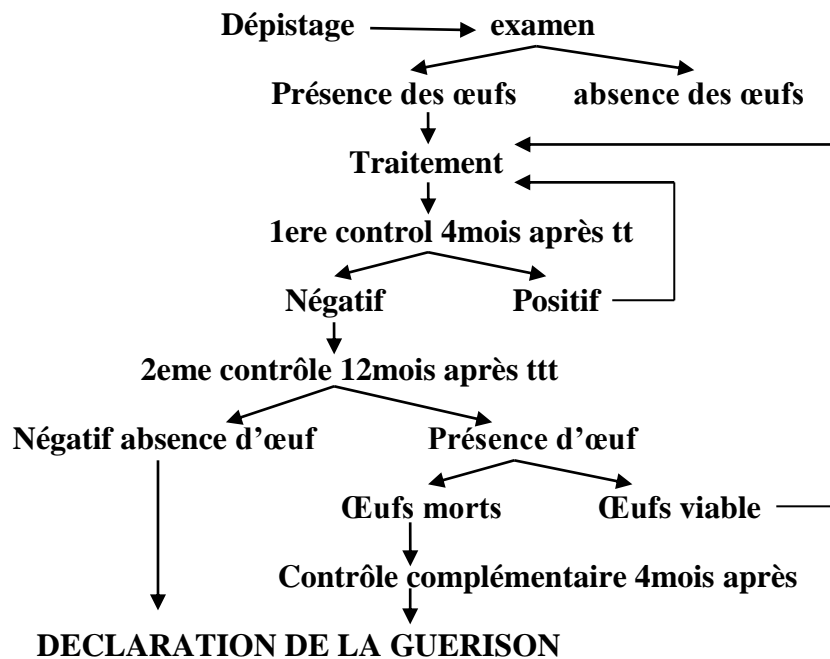 Dépistage examen
Présence des œufs absence des œufs
Traitement
1ere control 4mois après tt
Négatif Positif
2eme contrôle 12mois après ttt
Négatif absence d’œuf Présence d’œuf
Œufs morts Œufs viable
Contrôle complémentaire 4mois après
DECLARATION DE LA GUERISON